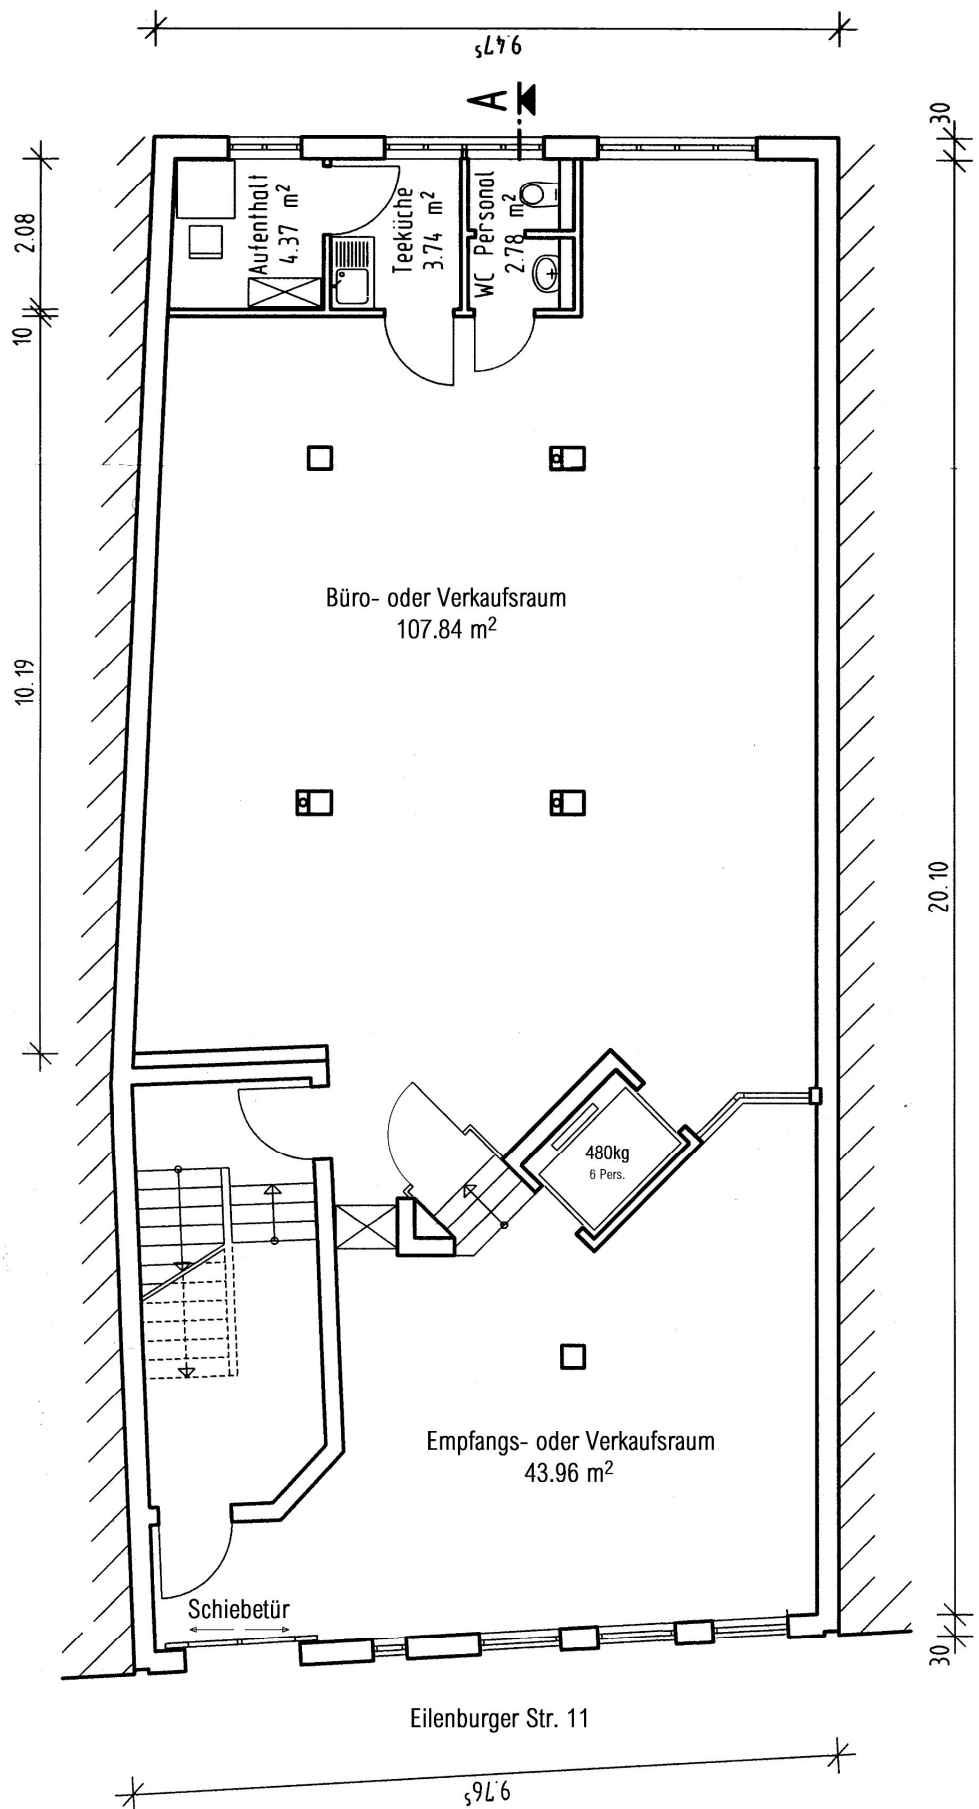 9.47⁵
A
30
2.08
Aufenthalt
4.37 m²
Teeküche
3.74 m²
WC Personal
2.78 m²
10
Büro- oder Verkaufsraum
107.84 m²
10.19
20.10
480kg
6 Pers.
Empfangs- oder Verkaufsraum
43.96 m²
Schiebetür
30
Eilenburger Str. 11
9.76⁵